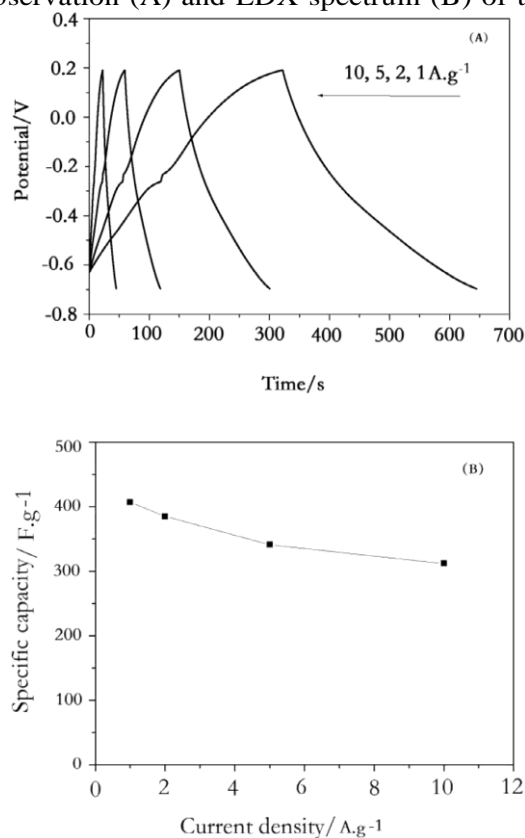 servation (A) and EDX spectrum (B) of t
(A)
10, 5, 2, 1A.g-1
Potential/V
0.4
0.2
0.0
-0.2
-0.4
-0.6
-0.8
0 100 200 300 400 500 600 700
Time/s
(B)
Specific capacity/ F.g-1
500
400
300
200
100
0
0 2 4 6 8 10 12
Current density/ A.g-1